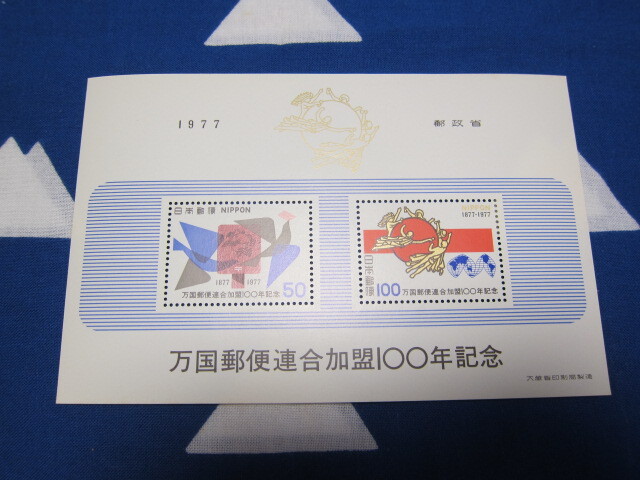 1977
郵政省
日本郵便 NIPPON
1877 1977
万国郵便連合加盟100年記念 50
NIPPON
1877-1977
日本郵便
100 万国郵便連合加盟100年記念
万国郵便連合加盟100年記念
大蔵省印刷局製造